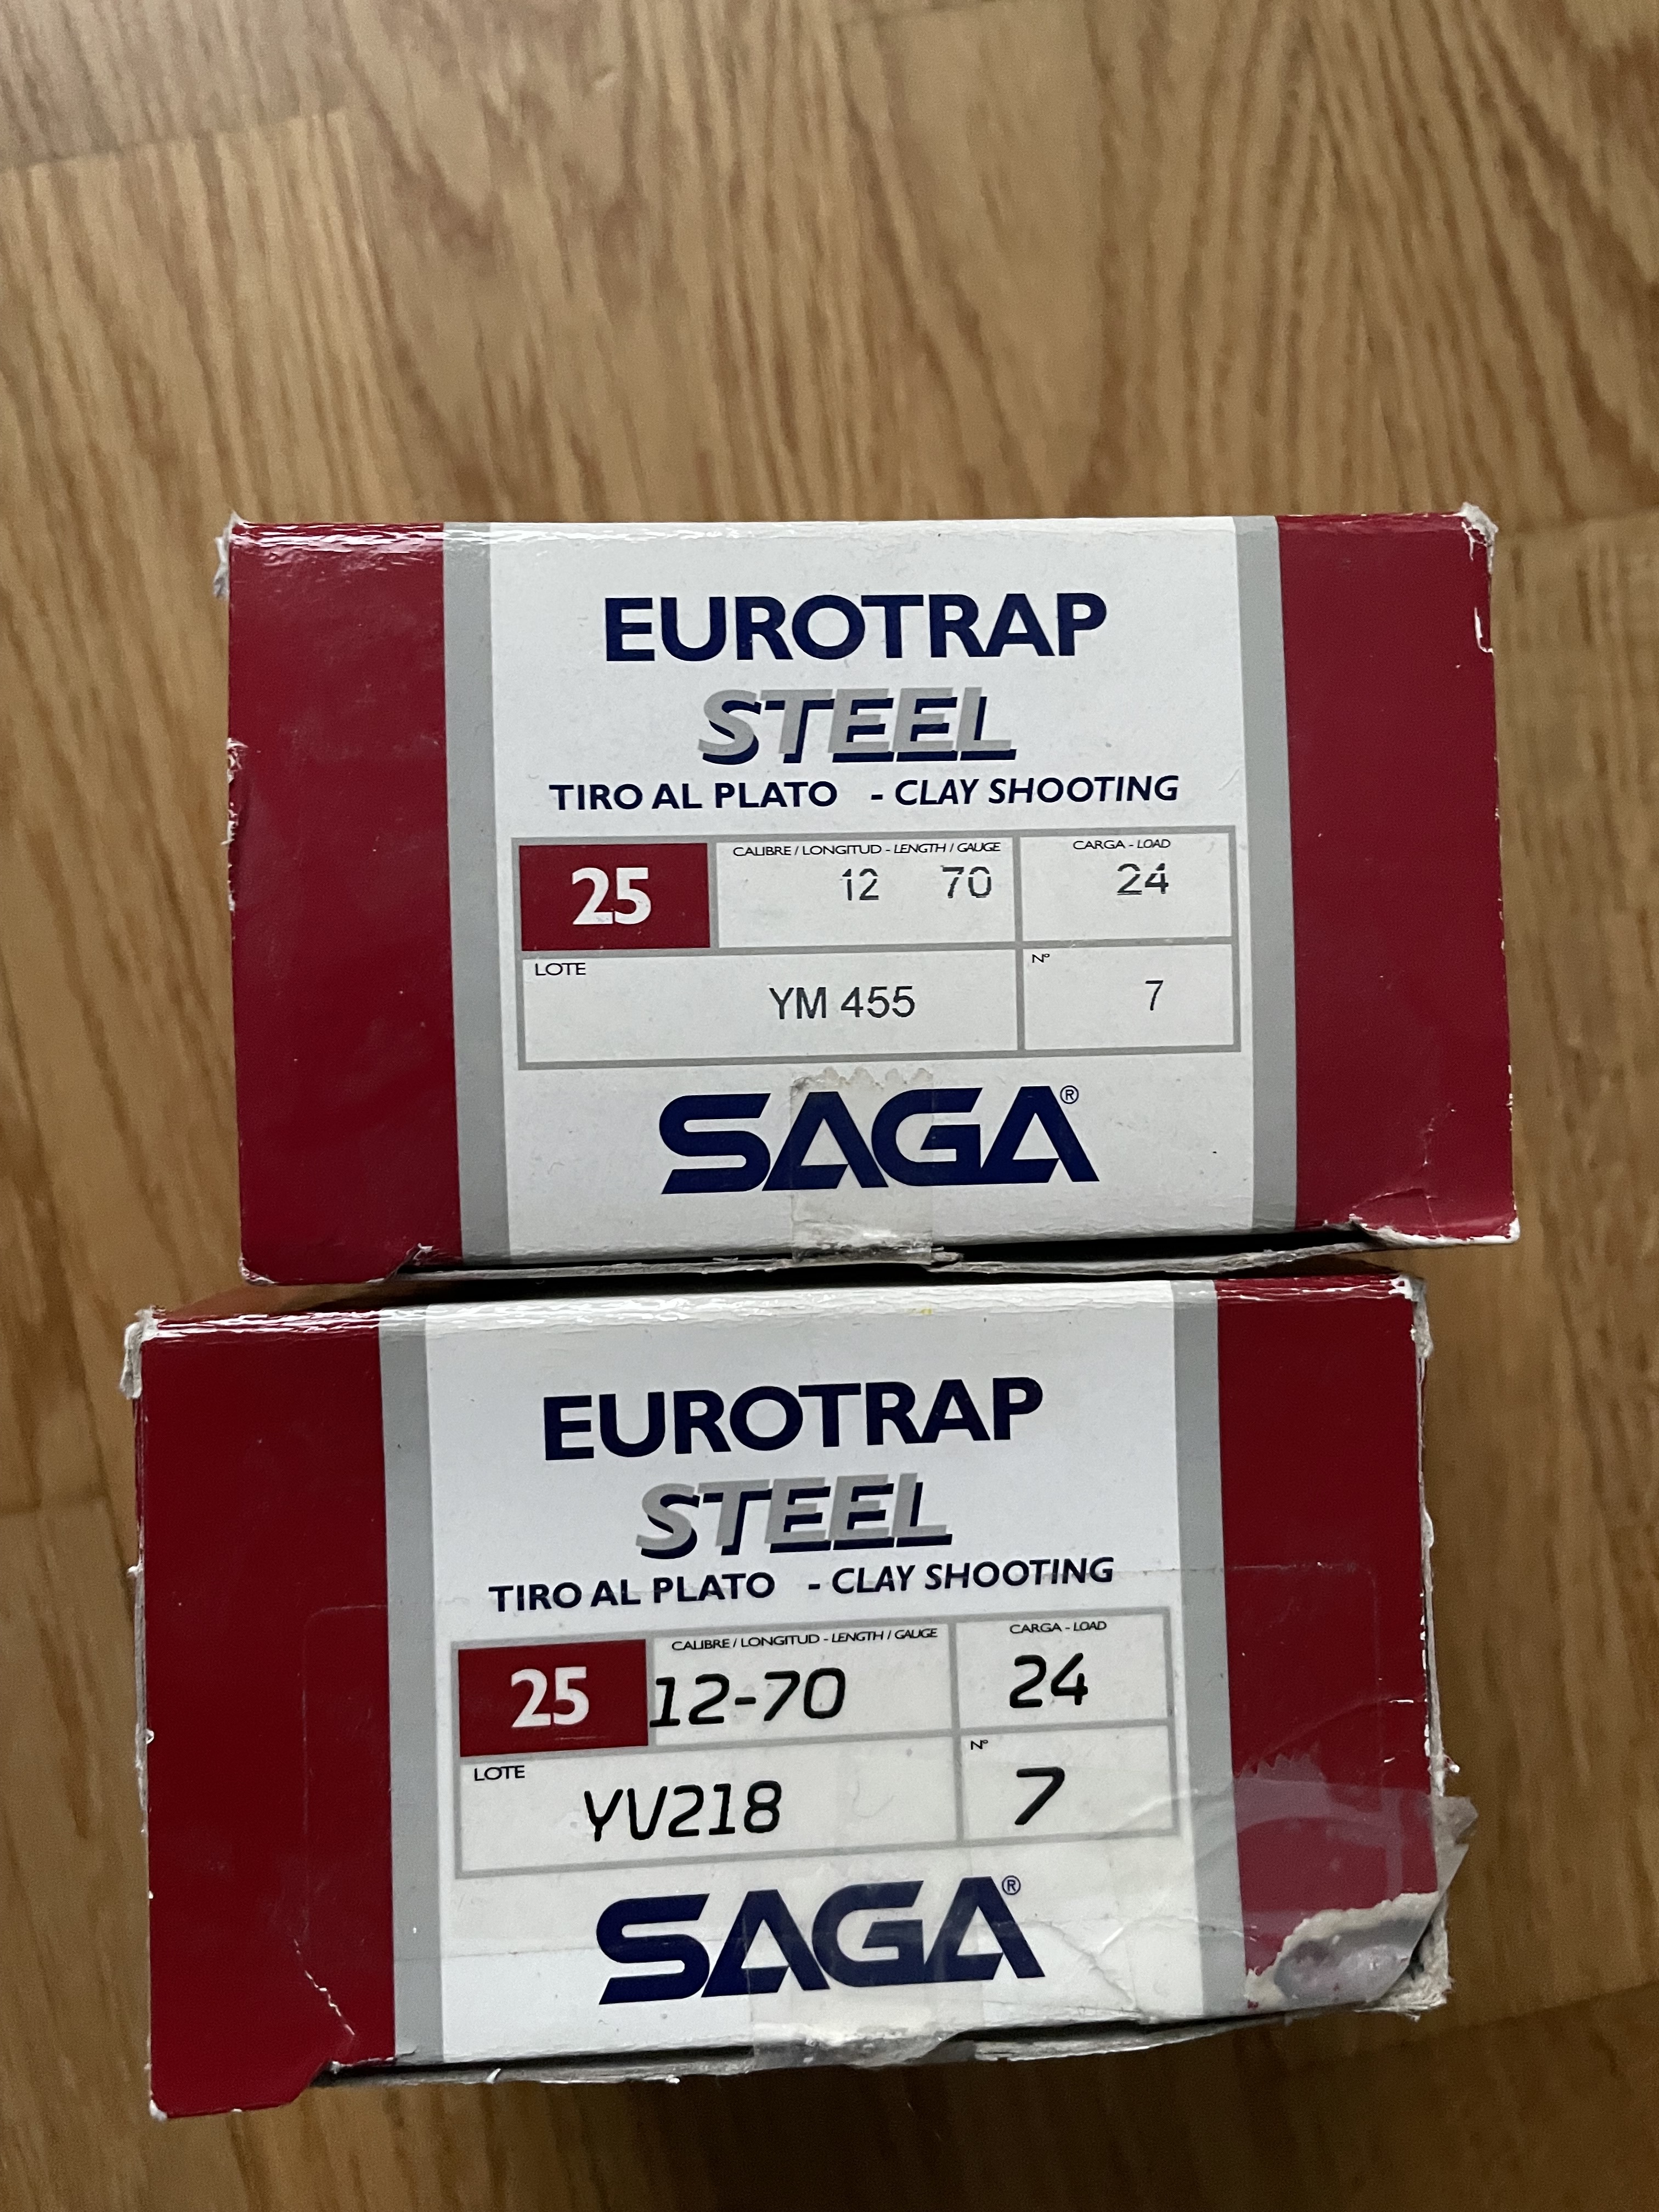 EUROTRAP
STEEL
TIRO AL PLATO - CLAY SHOOTING
25
CALIBRE / LONGITUD - LENGTH / GAUGE
12 70
CARGA - LOAD
24
LOTE
YM 455
Nº
7
SAGA®
EUROTRAP
STEEL
TIRO AL PLATO - CLAY SHOOTING
25
CALIBRE / LONGITUD - LENGTH / GAUGE
12-70
CARGA - LOAD
24
LOTE
YV218
Nº
7
SAGA®